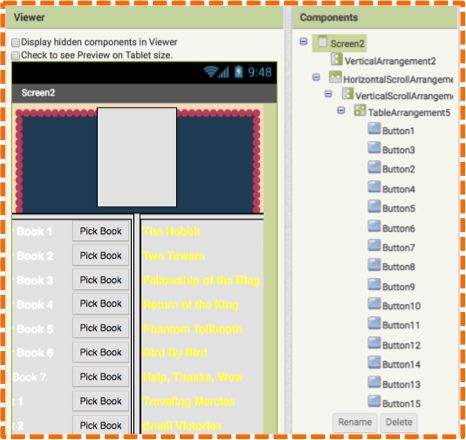 Viewer
Display hidden components in Viewer
Check to see Preview on Tablet size.
9:48
Screen2
Book 1 Pick Book The Hobbit
Book 2 Pick Book Two Towers
Book 3 Pick Book Fellowship of the Ring
Book 4 Pick Book Return of the King
Book 5 Pick Book Phantom Tollbooth
Book 6 Pick Book Bird By Bird
Book 7 Pick Book Help, Thanks, Wow
1 Pick Book Traveling Mercies
2 Pick Book Small Victories
Components
Screen2
VerticalArrangement2
HorizontalScrollArrangeme
VerticalScrollArrangem
TableArrangement5
Button1
Button3
Button2
Button4
Button5
Button6
Button7
Button8
Button9
Button10
Button11
Button12
Button14
Button13
Button15
Rename Delete